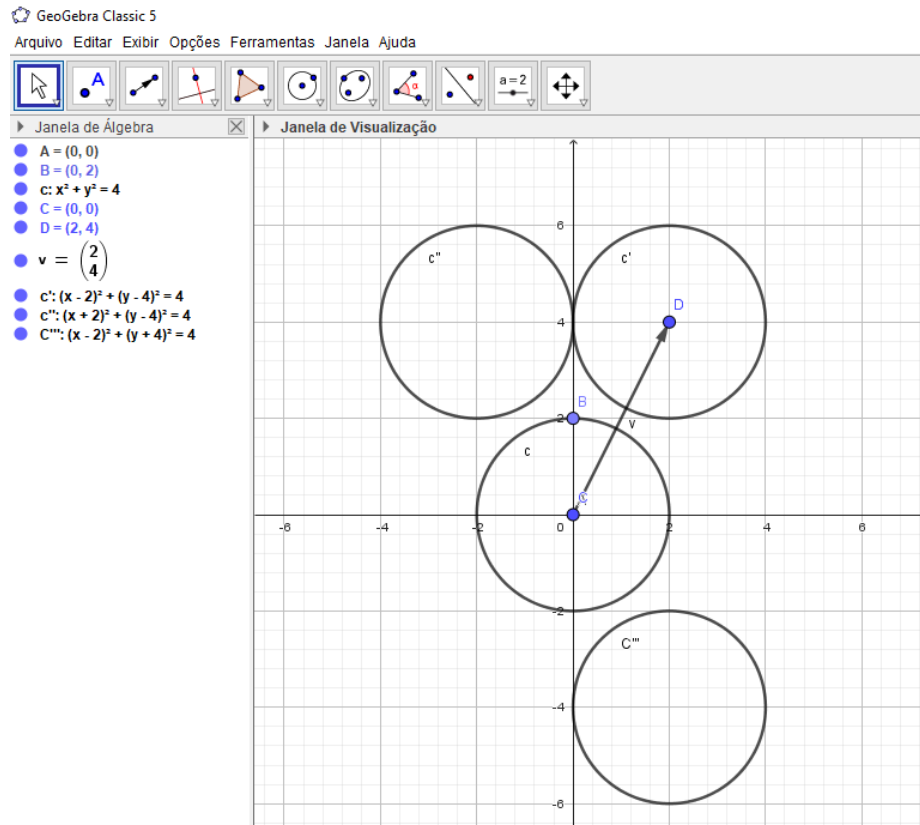 GeoGebra Classic 5
Arquivo Editar Exibir Opções Ferramentas Janela Ajuda
A α a=2
Janela de Álgebra
Janela de Visualização
A = (0, 0)
B = (0, 2)
c: x² + y² = 4
C = (0, 0)
D = (2, 4)
v = (2
4)
c': (x - 2)² + (y - 4)² = 4
c'': (x + 2)² + (y - 4)² = 4
C''': (x - 2)² + (y + 4)² = 4
6
c'' c'
D
4
B
2
v
c
C
-6 -4 -2 0 2 4 6
-2
C'''
-4
-6